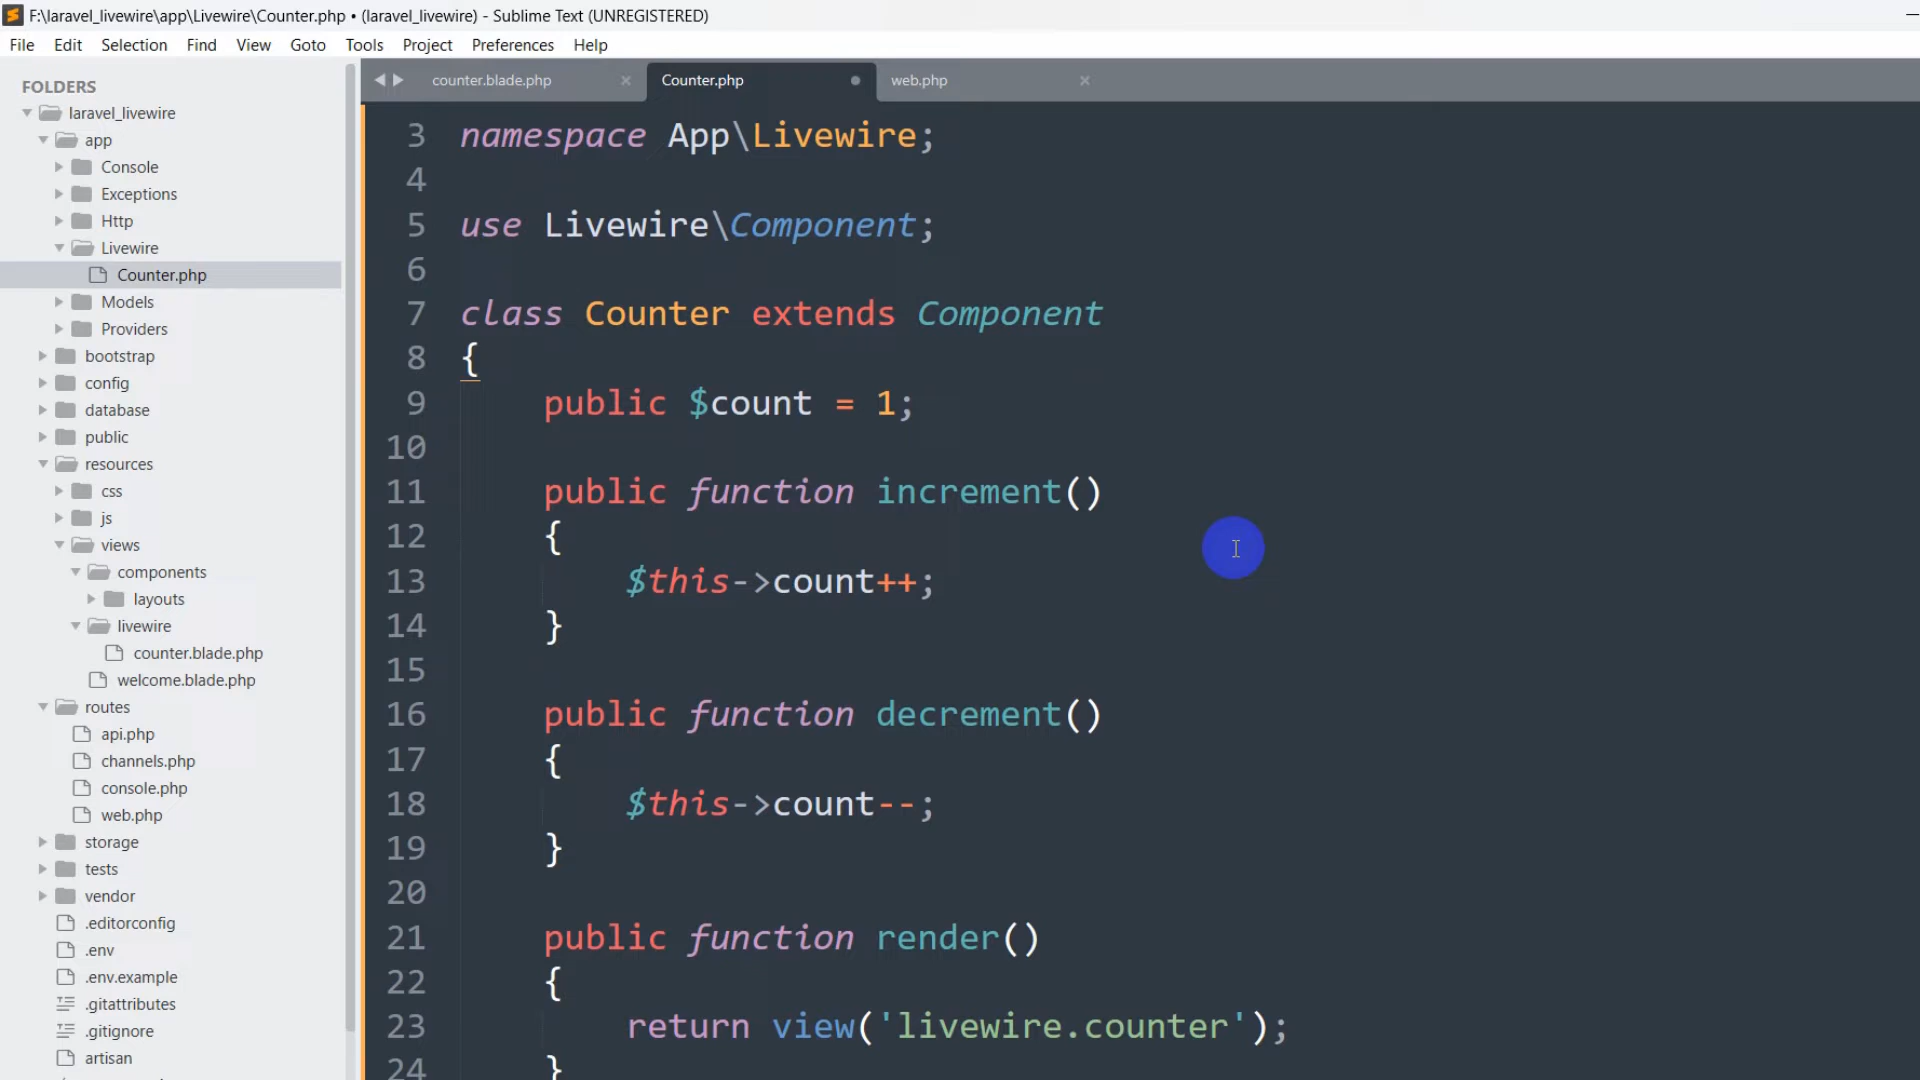 F:\laravel_livewire\app\Livewire\Counter.php • (laravel_livewire) - Sublime Text (UNREGISTERED)
File Edit Selection Find View Goto Tools Project Preferences Help
FOLDERS
laravel_livewire
app
Console
Exceptions
Http
Livewire
Counter.php
Models
Providers
bootstrap
config
database
public
resources
css
js
views
components
layouts
livewire
counter.blade.php
welcome.blade.php
routes
api.php
channels.php
console.php
web.php
storage
tests
vendor
.editorconfig
.env
.env.example
.gitattributes
.gitignore
artisan
counter.blade.php Counter.php web.php
3 namespace App\Livewire;
4
5 use Livewire\Component;
6
7 class Counter extends Component
8 {
9 public $count = 1;
10
11 public function increment()
12 {
13 $this->count++;
14 }
15
16 public function decrement()
17 {
18 $this->count--;
19 }
20
21 public function render()
22 {
23 return view('livewire.counter');
24 }